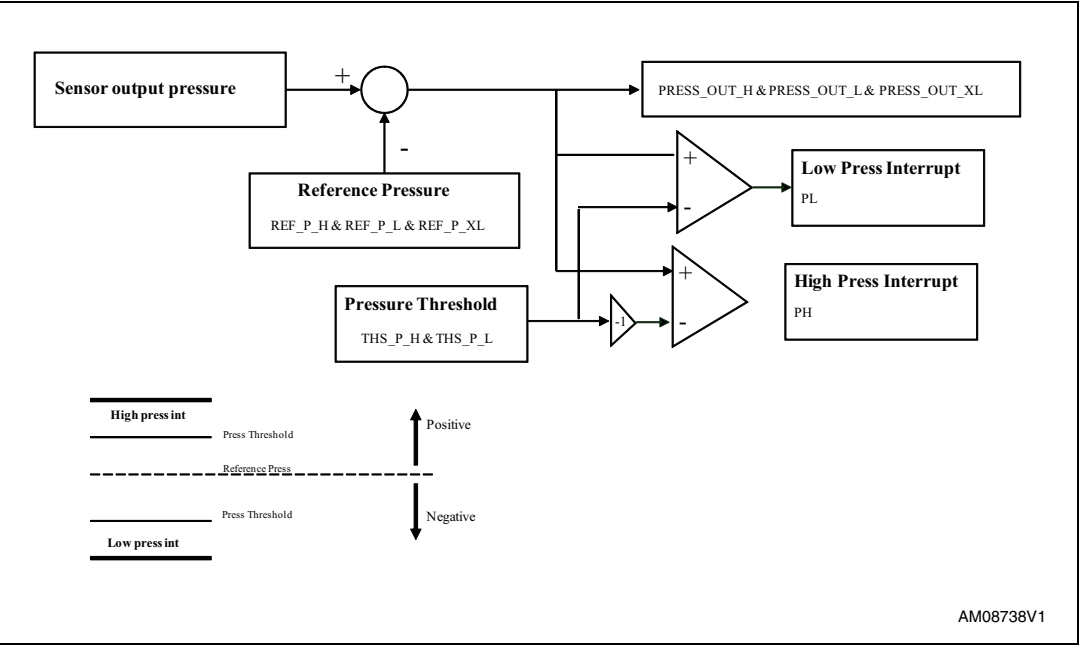 Sensor output pressure
+
-
PRESS_OUT_H & PRESS_OUT_L & PRESS_OUT_XL
Reference Pressure
REF_P_H & REF_P_L & REF_P_XL
+
-
Low Press Interrupt
PL
Pressure Threshold
THS_P_H & THS_P_L
-1
+
-
High Press Interrupt
PH
High press int
Press Threshold
Reference Press
Press Threshold
Low press int
Positive
Negative
AM08738V1